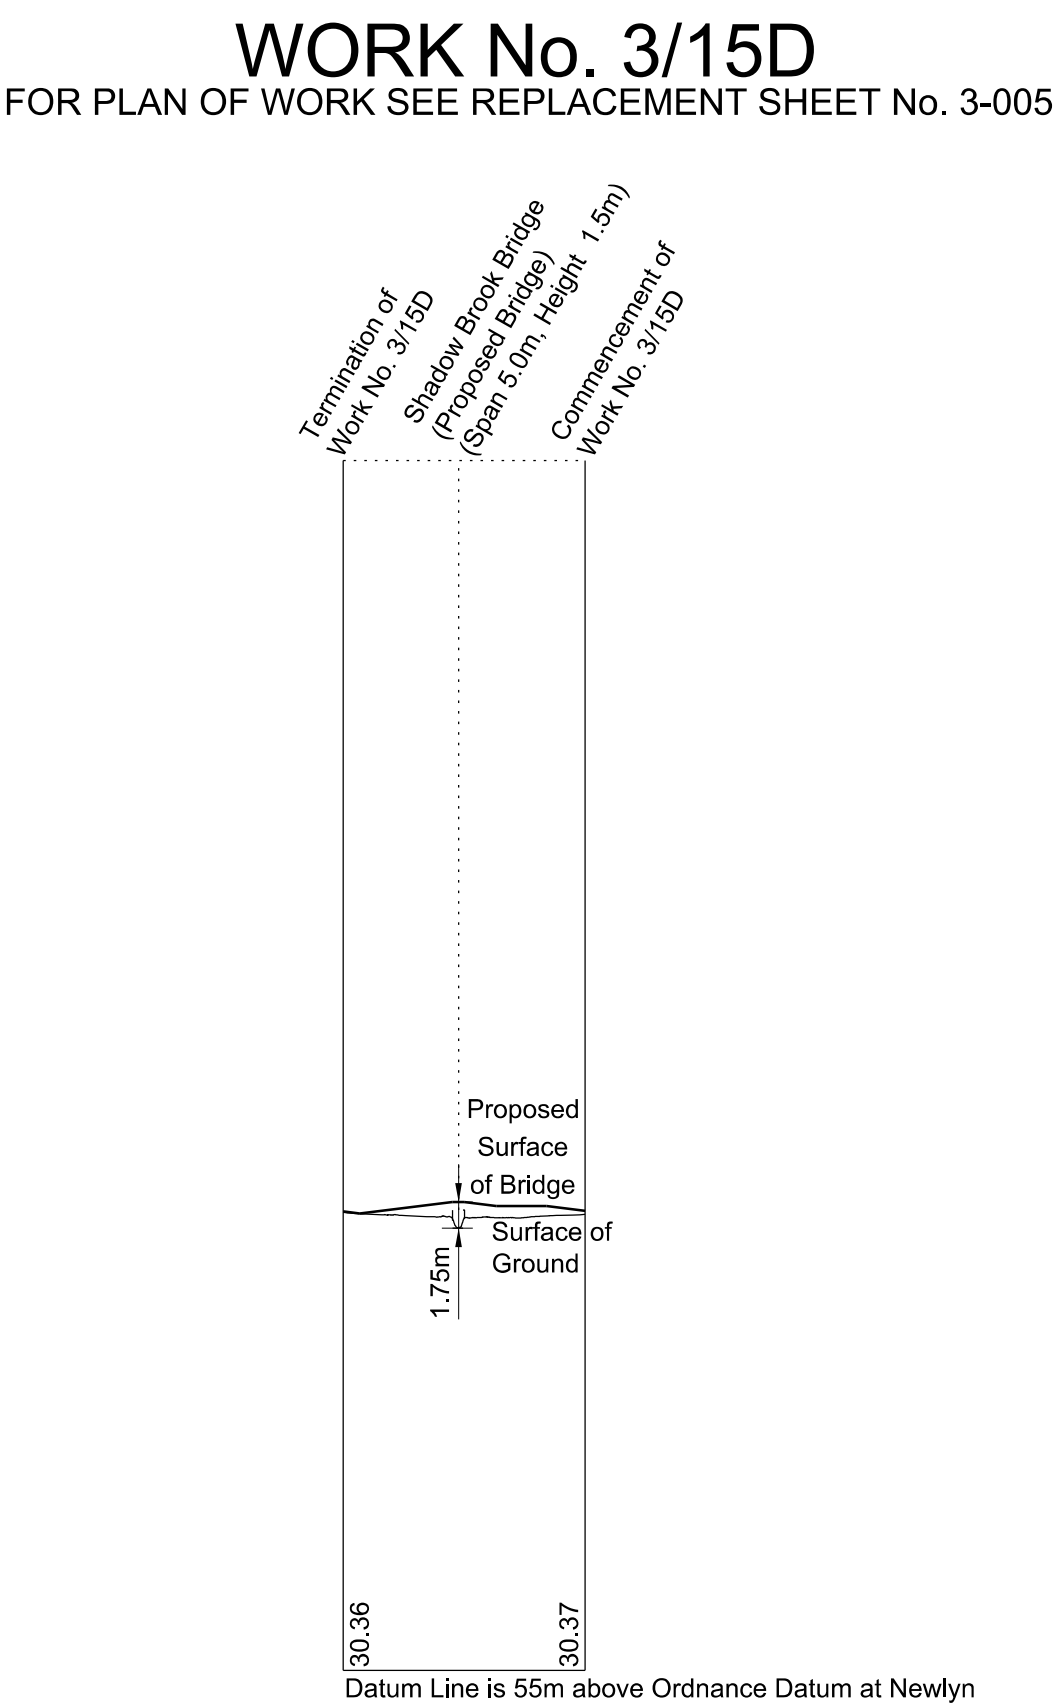 WORK No. 3/15D
FOR PLAN OF WORK SEE REPLACEMENT SHEET No. 3-005
Termination of
Work No. 3/15D
Shadow Brook Bridge
(Proposed Bridge)
(Span 5.0m, Height 1.5m)
Commencement of
Work No. 3/15D
Proposed
Surface
of Bridge
Surface of
Ground
1.75m
30.36
30.37
Datum Line is 55m above Ordnance Datum at Newlyn